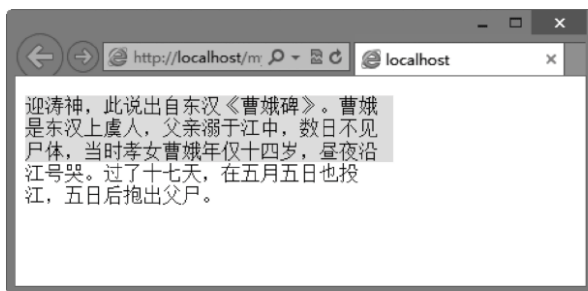 http://localhost/m
localhost
迎涛神，此说出自东汉《曹娥碑》。曹娥
是东汉上虞人，父亲溺于江中，数日不见
尸体，当时孝女曹娥年仅十四岁，昼夜沿
江号哭。过了十七天，在五月五日也投
江，五日后抱出父尸。